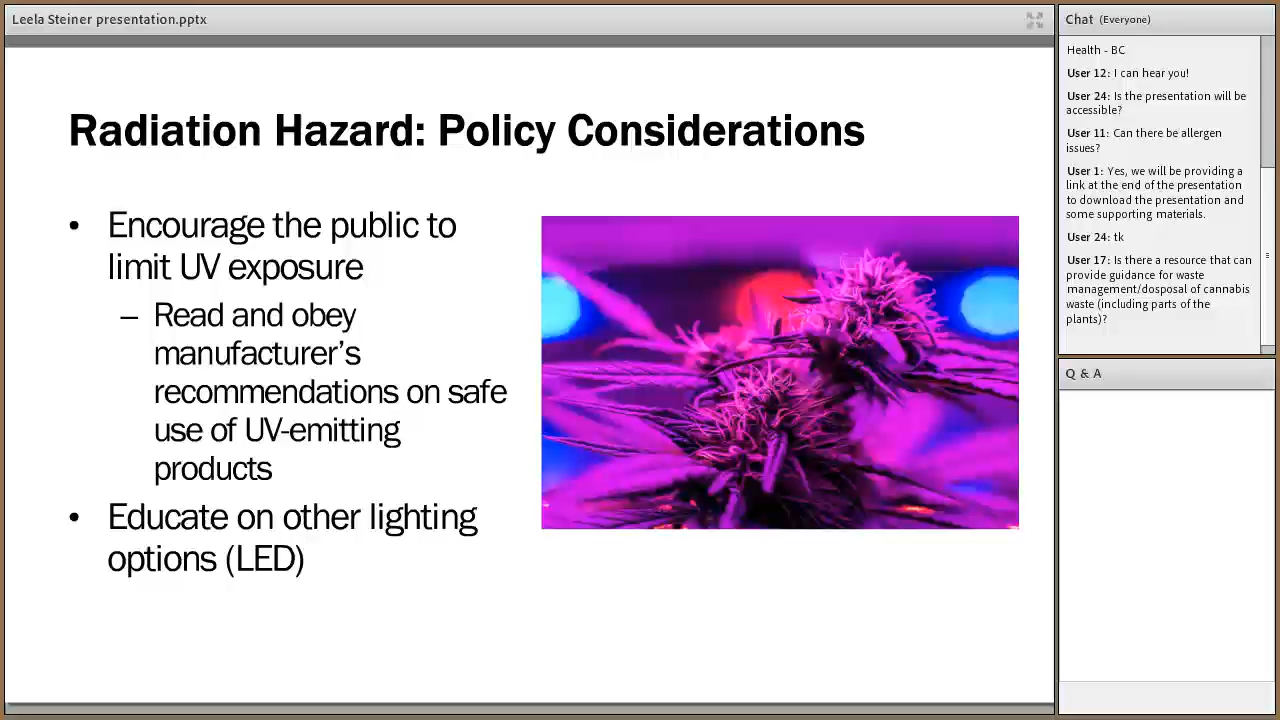 Leela Steiner presentation.pptx
Radiation Hazard: Policy Considerations
• Encourage the public to
limit UV exposure
– Read and obey
manufacturer’s
recommendations on safe
use of UV-emitting
products
• Educate on other lighting
options (LED)
Chat (Everyone)
Health - BC
User 12: I can hear you!
User 24: Is the presentation will be
accessible?
User 11: Can there be allergen
issues?
User 1: Yes, we will be providing a
link at the end of the presentation
to download the presentation and
some supporting materials.
User 24: tk
User 17: Is there a resource that can
provide guidance for waste
management/dosposal of cannabis
waste (including parts of the
plants)?
Q & A